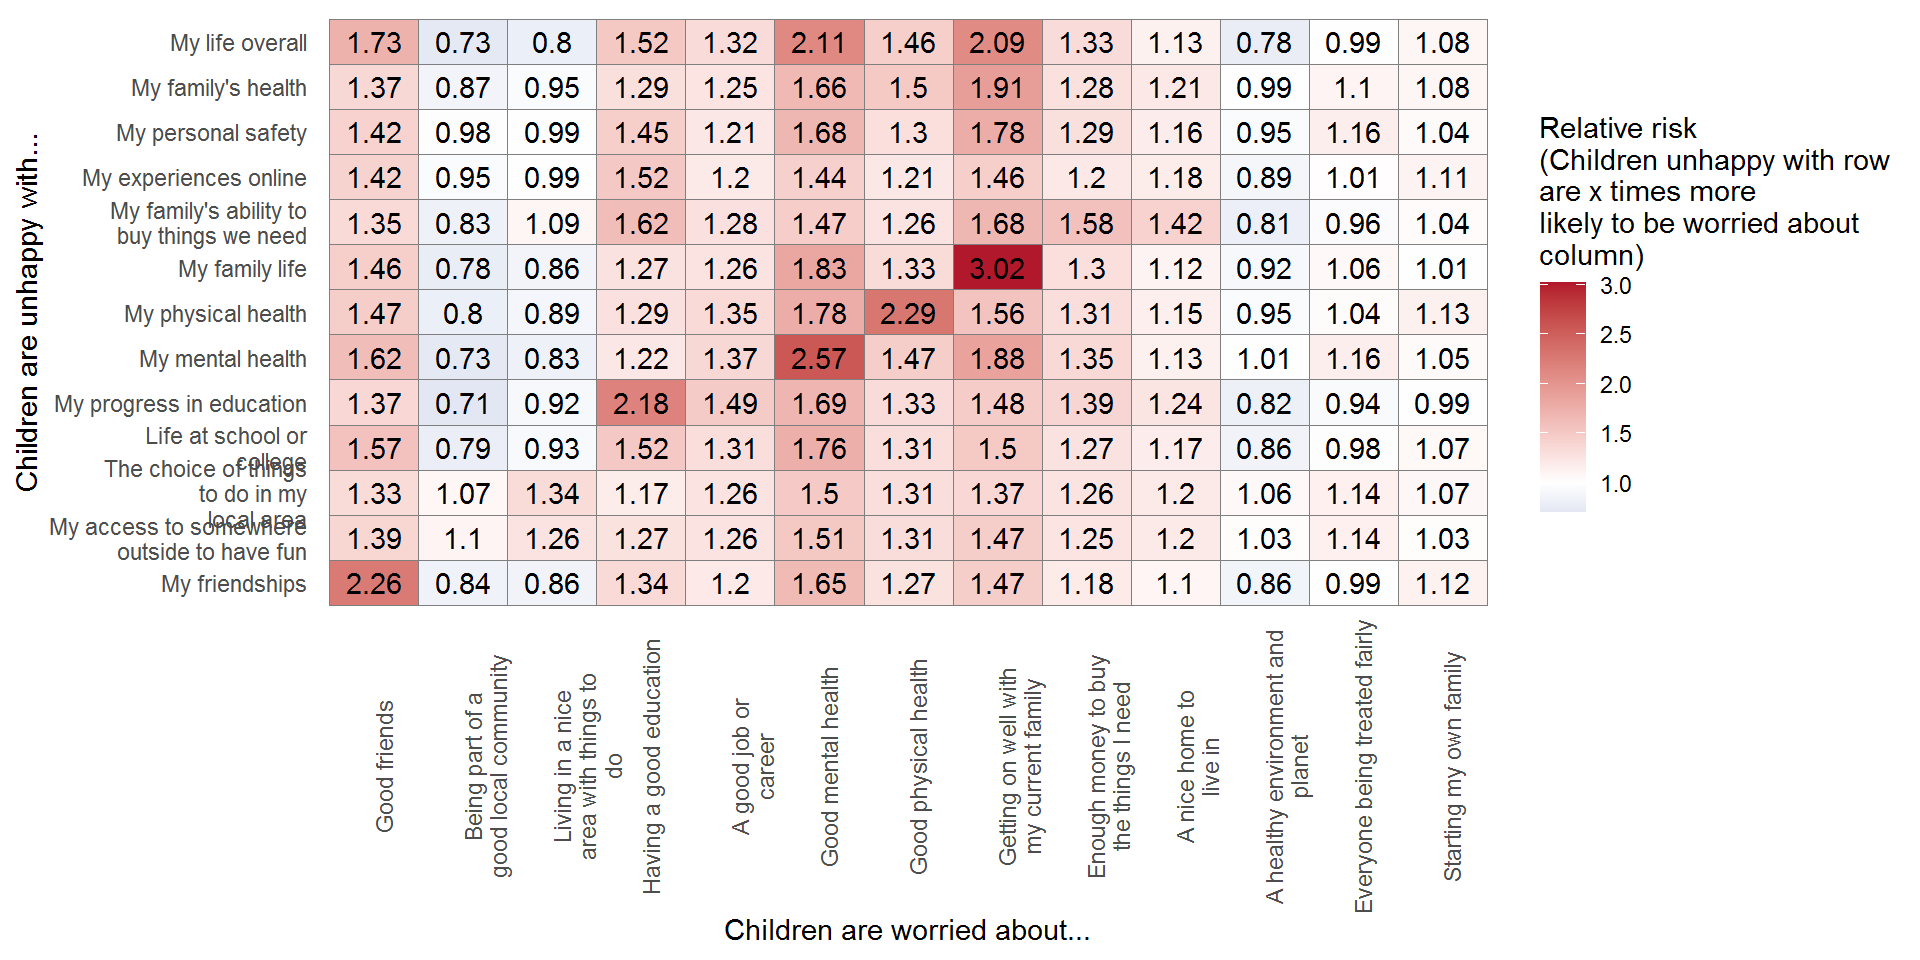 Children are unhappy with...
My life overall 1.73 0.73 0.8 1.52 1.32 2.11 1.46 2.09 1.33 1.13 0.78 0.99 1.08
My family's health 1.37 0.87 0.95 1.29 1.25 1.66 1.5 1.91 1.28 1.21 0.99 1.1 1.08
My personal safety 1.42 0.98 0.99 1.45 1.21 1.68 1.3 1.78 1.29 1.16 0.95 1.16 1.04
My experiences online 1.42 0.95 0.99 1.52 1.2 1.44 1.21 1.46 1.2 1.18 0.89 1.01 1.11
My family's ability to
buy things we need 1.35 0.83 1.09 1.62 1.28 1.47 1.26 1.68 1.58 1.42 0.81 0.96 1.04
My family life 1.46 0.78 0.86 1.27 1.26 1.83 1.33 3.02 1.3 1.12 0.92 1.06 1.01
My physical health 1.47 0.8 0.89 1.29 1.35 1.78 2.29 1.56 1.31 1.15 0.95 1.04 1.13
My mental health 1.62 0.73 0.83 1.22 1.37 2.57 1.47 1.88 1.35 1.13 1.01 1.16 1.05
My progress in education 1.37 0.71 0.92 2.18 1.49 1.69 1.33 1.48 1.39 1.24 0.82 0.94 0.99
Life at school or
college 1.57 0.79 0.93 1.52 1.31 1.76 1.31 1.5 1.27 1.17 0.86 0.98 1.07
The choice of things
to do in my
local area 1.33 1.07 1.34 1.17 1.26 1.5 1.31 1.37 1.26 1.2 1.06 1.14 1.07
My access to somewhere
outside to have fun 1.39 1.1 1.26 1.27 1.26 1.51 1.31 1.47 1.25 1.2 1.03 1.14 1.03
My friendships 2.26 0.84 0.86 1.34 1.2 1.65 1.27 1.47 1.18 1.1 0.86 0.99 1.12
Good friends
Being part of a
good local community
Living in a nice
area with things to
do
Having a good education
A good job or
career
Good mental health
Good physical health
Getting on well with
my current family
Enough money to buy
the things I need
A nice home to
live in
A healthy environment and
planet
Everyone being treated fairly
Starting my own family
Children are worried about...
Relative risk
(Children unhappy with row
are x times more
likely to be worried about
column)
3.0
2.5
2.0
1.5
1.0